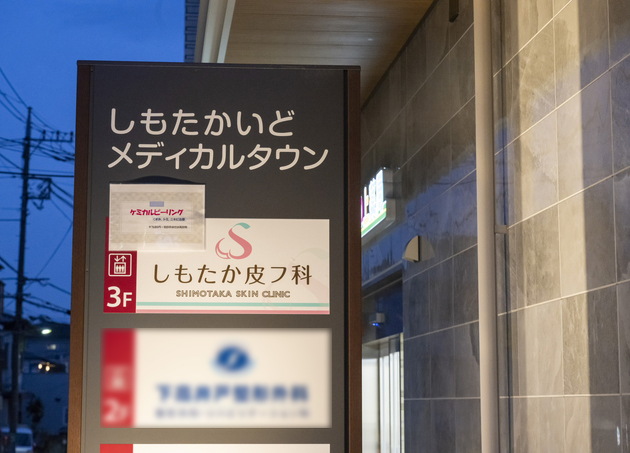 しもたかいど
メディカルタウン
ケミカルピーリング
しもたか皮フ科
SHIMOTAKA SKIN CLINIC
3F
2F